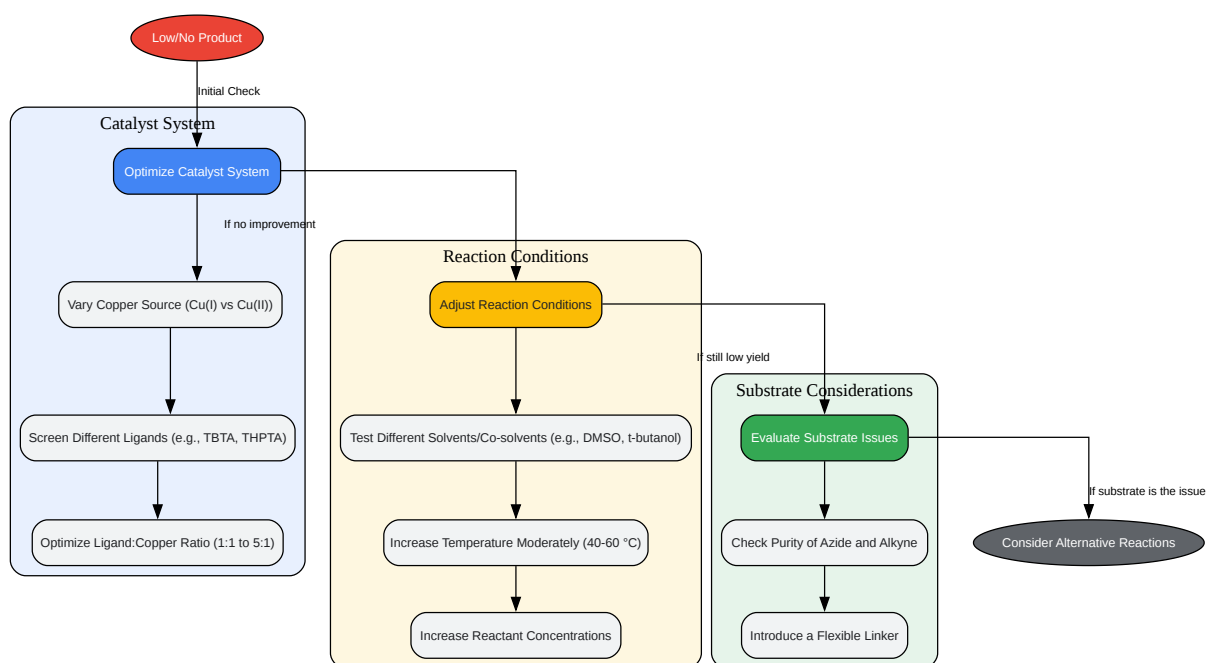 Low/No Product
Initial Check
Catalyst System
Optimize Catalyst System
If no improvement
Vary Copper Source (Cu(I) vs Cu(II))
Screen Different Ligands (e.g., TBTA, THPTA)
Optimize Ligand:Copper Ratio (1:1 to 5:1)
Reaction Conditions
Adjust Reaction Conditions
If still low yield
Test Different Solvents/Co-solvents (e.g., DMSO, t-butanol)
Increase Temperature Moderately (40-60 °C)
Increase Reactant Concentrations
Substrate Considerations
Evaluate Substrate Issues
If substrate is the issue
Check Purity of Azide and Alkyne
Introduce a Flexible Linker
Consider Alternative Reactions